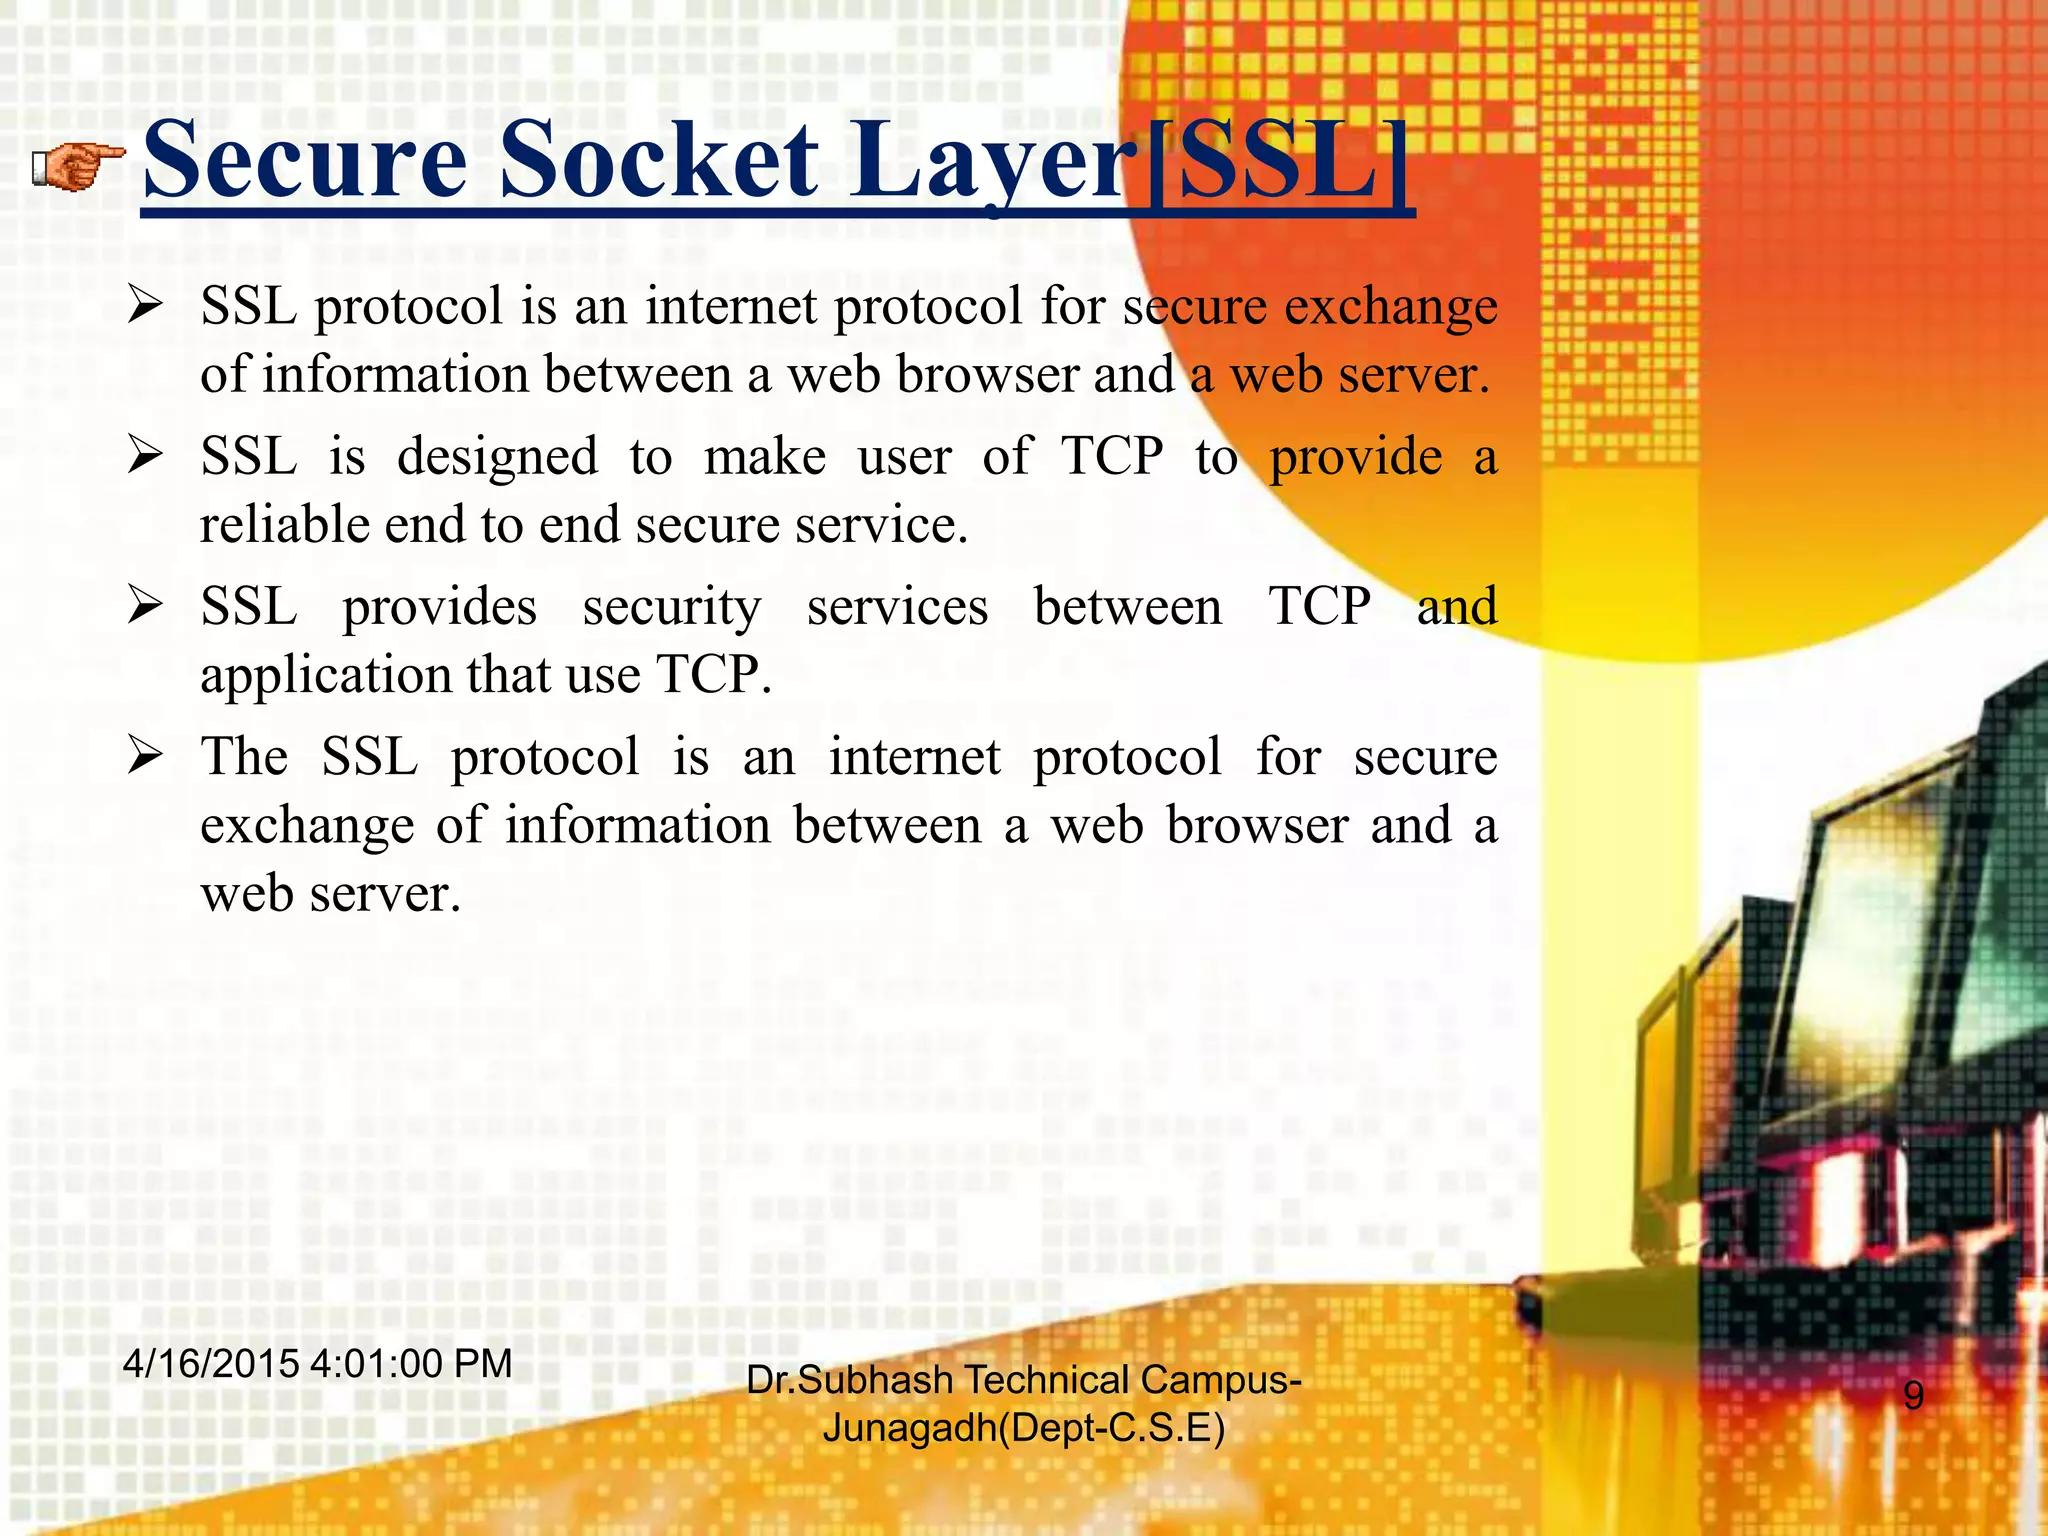 Secure Socket Layer[SSL]
➢ SSL protocol is an internet protocol for secure exchange
of information between a web browser and a web server.
➢ SSL is designed to make user of TCP to provide a
reliable end to end secure service.
➢ SSL provides security services between TCP and
application that use TCP.
➢ The SSL protocol is an internet protocol for secure
exchange of information between a web browser and a
web server.
4/16/2015 4:01:00 PM
Dr.Subhash Technical Campus-
Junagadh(Dept-C.S.E)
9